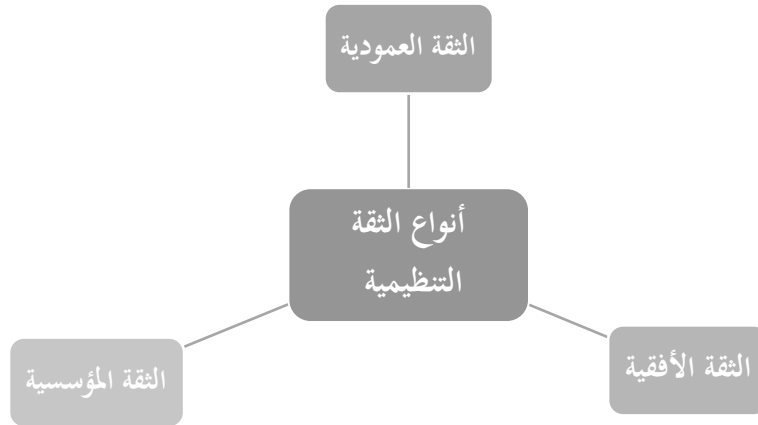 الثقة العمودية
أنواع الثقة
التنظيمية
الثقة الأفقية
الثقة المؤسسية